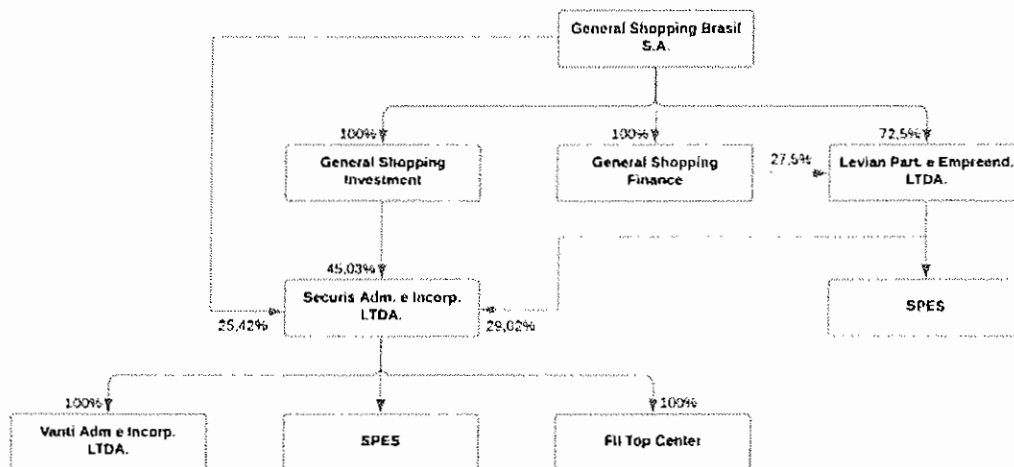 General Shopping Brasil
S.A.
100%
100%
72,5%
General Shopping
Investment
General Shopping
Finance
27,5%
Levian Part. e Empreend.
LTDA.
45,03%
Securis Adm. e Incorp.
LTDA.
25,42%
29,02%
SPES
100%
100%
Vanti Adm e Incorp.
LTDA.
SPES
FII Top Center